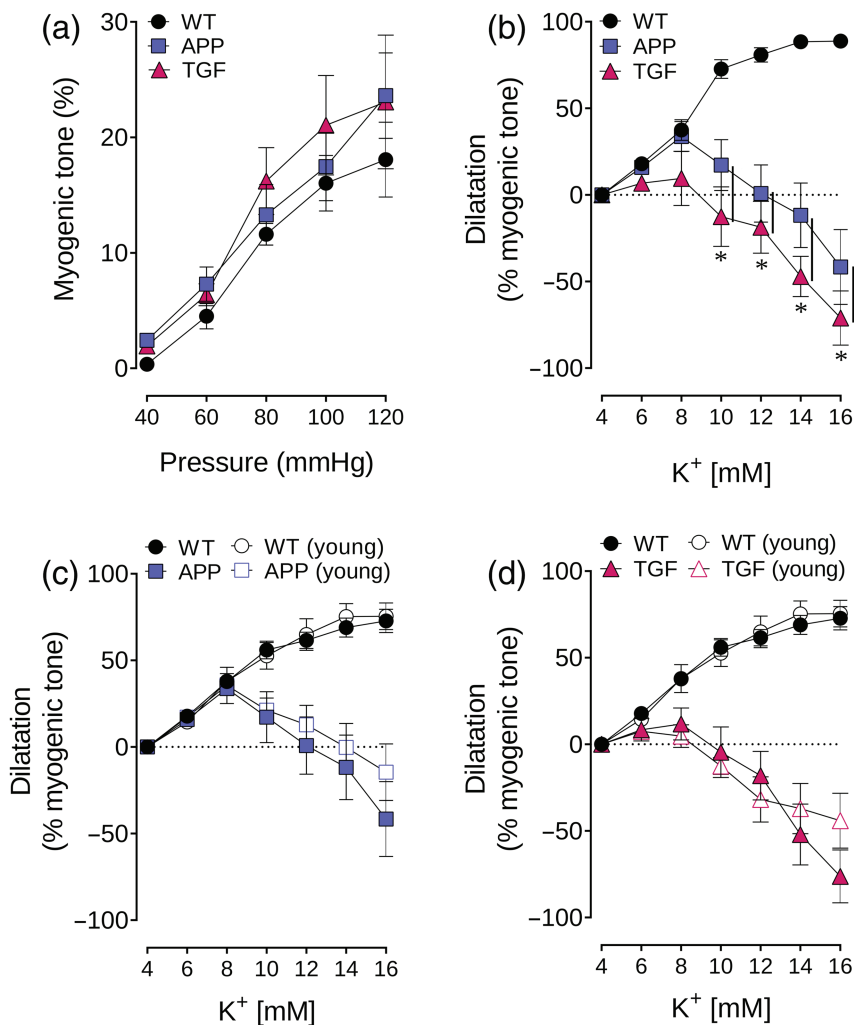 (a)
WT
APP
TGF
Myogenic tone (%)
30
20
10
0
40 60 80 100 120
Pressure (mmHg)
(b)
WT
APP
TGF
Dilatation
(% myogenic tone)
100
50
0
−50
−100
* * * *
4 6 8 10 12 14 16
K⁺ [mM]
(c)
WT WT (young)
APP APP (young)
Dilatation
(% myogenic tone)
100
50
0
−50
−100
4 6 8 10 12 14 16
K⁺ [mM]
(d)
WT WT (young)
TGF TGF (young)
Dilatation
(% myogenic tone)
100
50
0
−50
−100
4 6 8 10 12 14 16
K⁺ [mM]